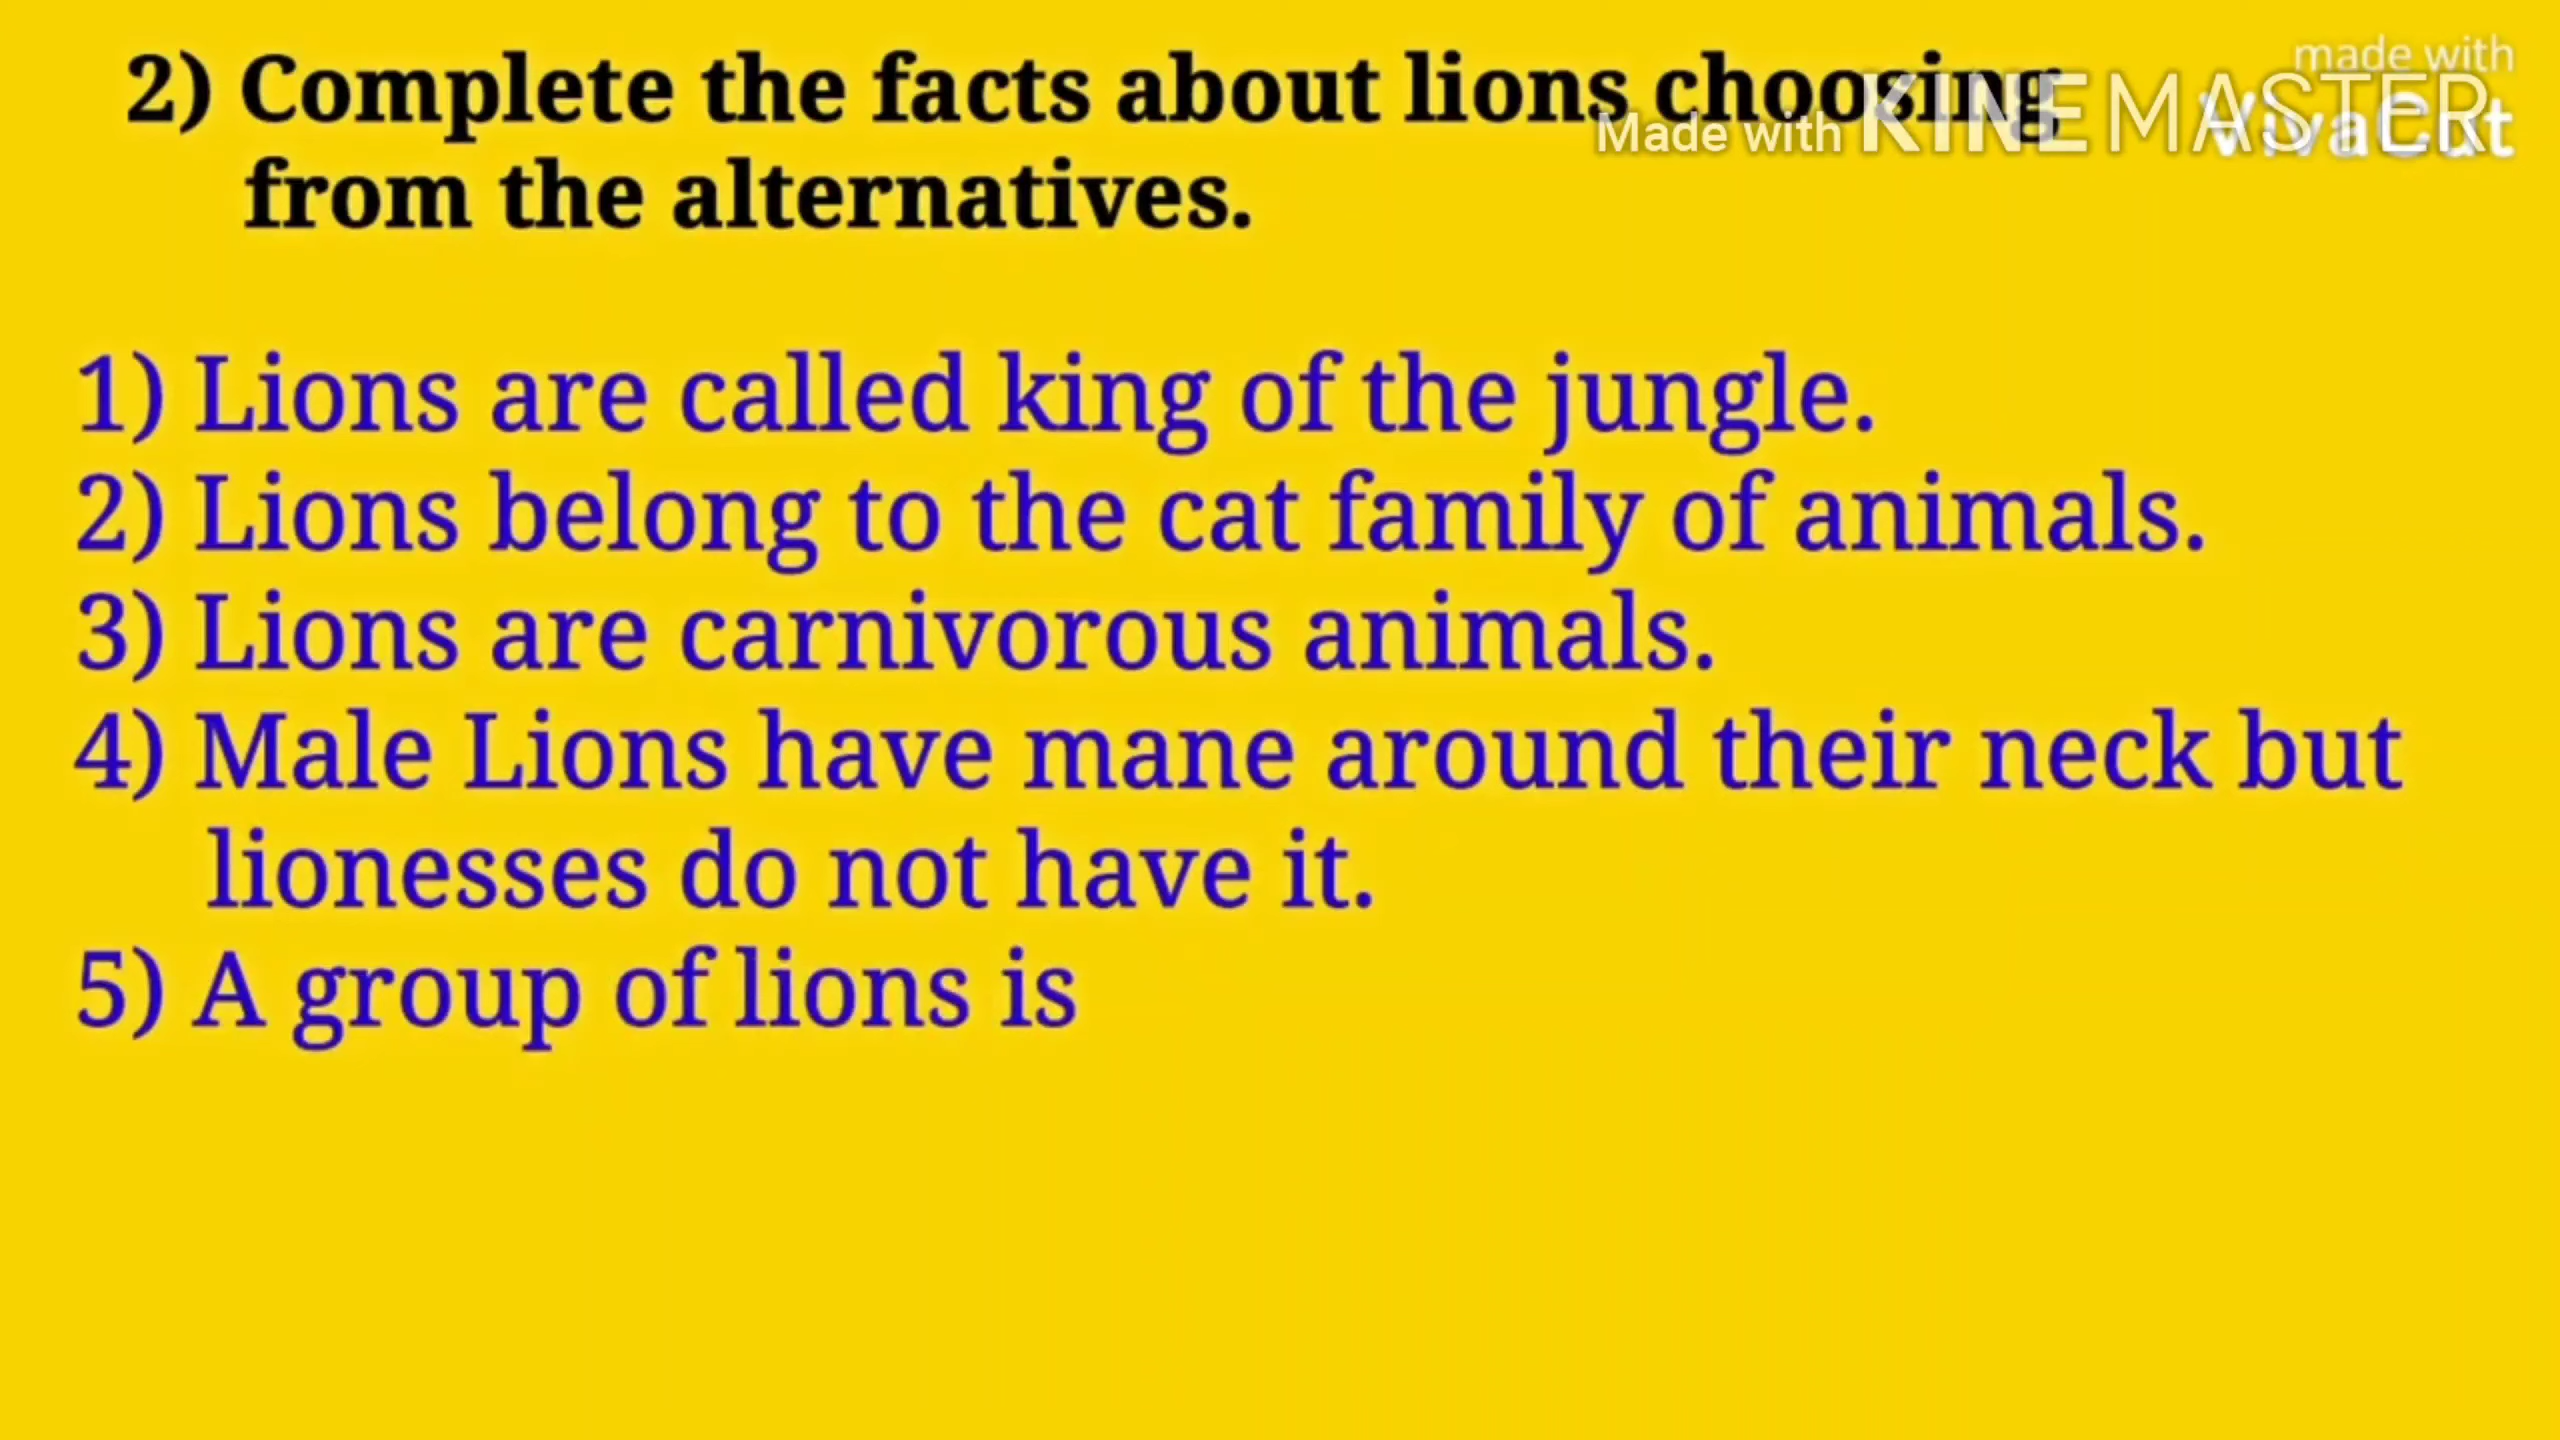 2) Complete the facts about lions choosing
from the alternatives.
made with
VivaCut
Made with KINEMASTER
1) Lions are called king of the jungle.
2) Lions belong to the cat family of animals.
3) Lions are carnivorous animals.
4) Male Lions have mane around their neck but
lionesses do not have it.
5) A group of lions is